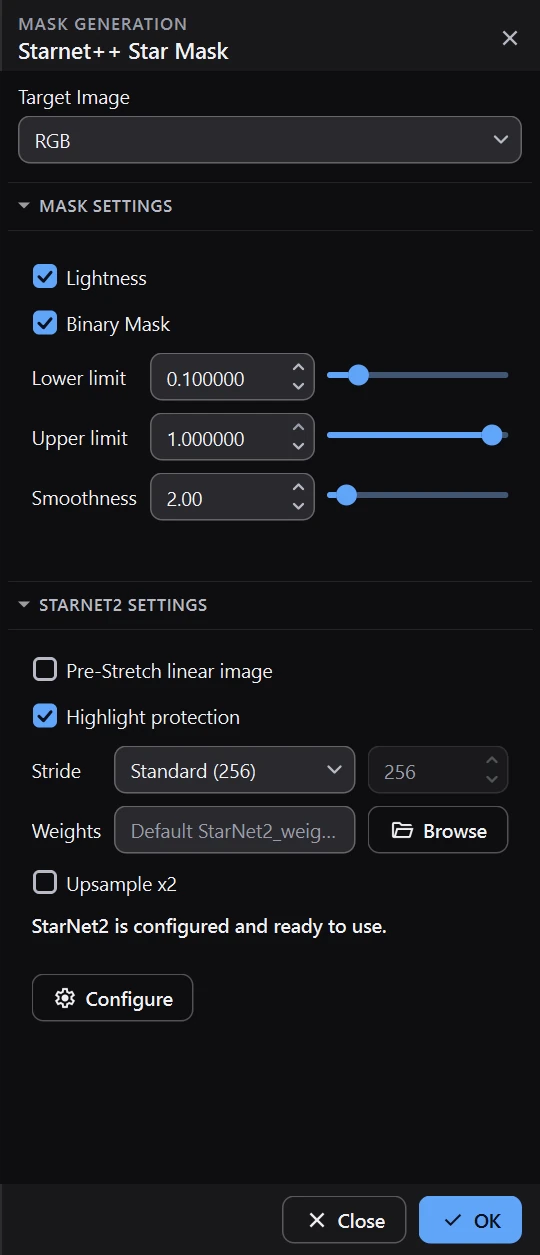 MASK GENERATION
Starnet++ Star Mask
Target Image
RGB
MASK SETTINGS
Lightness
Binary Mask
Lower limit 0.100000
Upper limit 1.000000
Smoothness 2.00
STARNET2 SETTINGS
Pre-Stretch linear image
Highlight protection
Stride Standard (256) 256
Weights Default StarNet2_weig... Browse
Upsample x2
StarNet2 is configured and ready to use.
Configure
Close OK